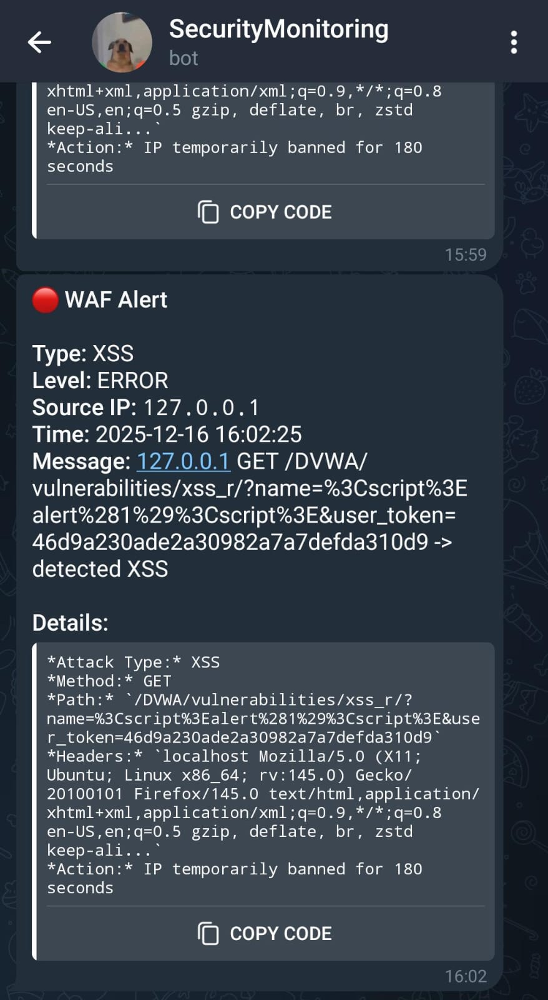 SecurityMonitoring
bot
xhtml+xml,application/xml;q=0.9,*/*;q=0.8
en-US,en;q=0.5 gzip, deflate, br, zstd
keep-ali...`
*Action:* IP temporarily banned for 180
seconds
COPY CODE
15:59
🔴 WAF Alert
Type: XSS
Level: ERROR
Source IP: 127.0.0.1
Time: 2025-12-16 16:02:25
Message: 127.0.0.1 GET /DVWA/
vulnerabilities/xss_r/?name=%3Cscript%3E
alert%281%29%3Cscript%3E&user_token=
46d9a230ade2a30982a7a7defda310d9 ->
detected XSS
Details:
*Attack Type:* XSS
*Method:* GET
*Path:* `/DVWA/vulnerabilities/xss_r/?
name=%3Cscript%3Ealert%281%29%3Cscript%3E&use
r_token=46d9a230ade2a30982a7a7defda310d9`
*Headers:* `localhost Mozilla/5.0 (X11;
Ubuntu; Linux x86_64; rv:145.0) Gecko/
20100101 Firefox/145.0 text/html,application/
xhtml+xml,application/xml;q=0.9,*/*;q=0.8
en-US,en;q=0.5 gzip, deflate, br, zstd
keep-ali...`
*Action:* IP temporarily banned for 180
seconds
COPY CODE
16:02